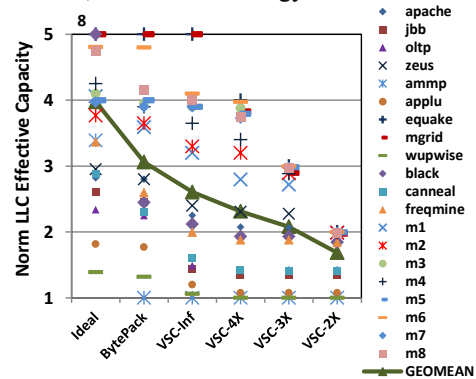 8
5
4
3
2
1
Norm LLC Effective Capacity
Ideal
BytePack
VSC-Inf
VSC-4X
VSC-3X
VSC-2X
apache
jbb
oltp
zeus
ammp
applu
equake
mgrid
wupwise
black
canneal
freqmine
m1
m2
m3
m4
m5
m6
m7
m8
GEOMEAN